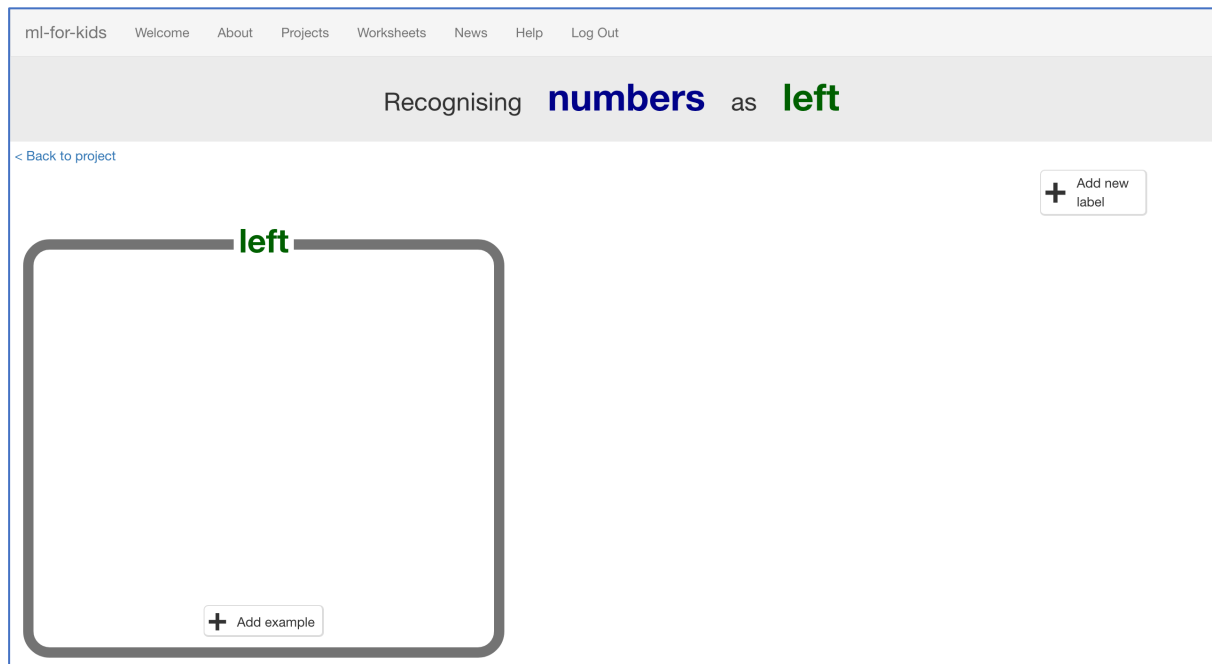 ml-for-kids Welcome About Projects Worksheets News Help Log Out
Recognising numbers as left
< Back to project
Add new
label
left
Add example